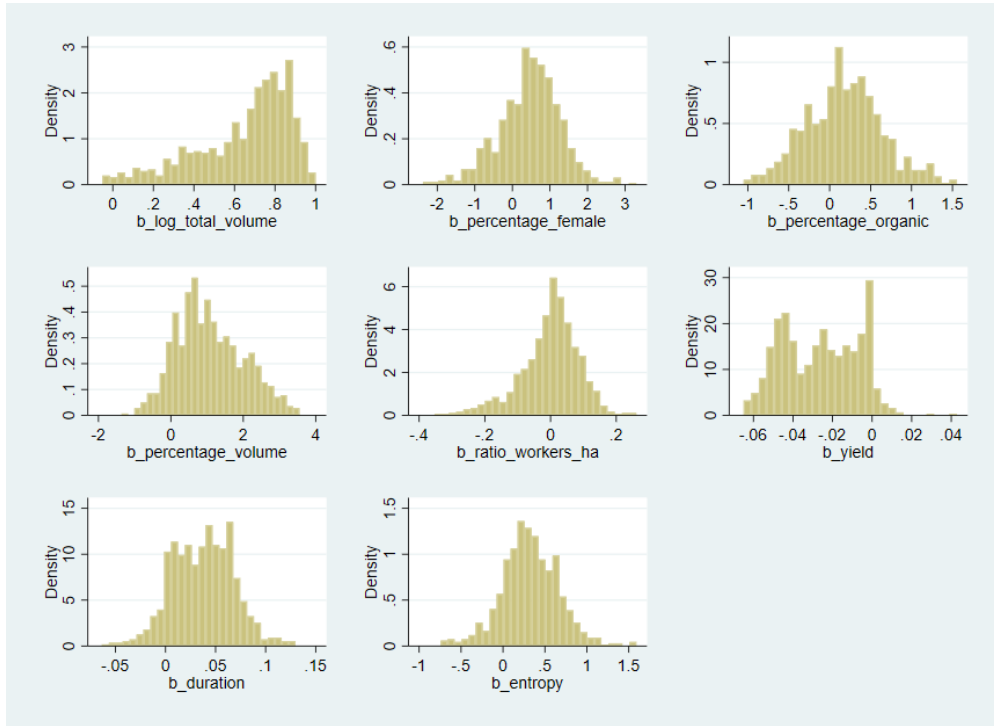 Density
0 1 2 3
0 .2 .4 .6 .8 1
b_log_total_volume
Density
0 .2 .4 .6
-2 -1 0 1 2 3
b_percentage_female
Density
0 .5 1
-1 -.5 0 .5 1 1.5
b_percentage_organic
Density
0 .1 .2 .3 .4 .5
-2 0 2 4
b_percentage_volume
Density
0 2 4 6
-.4 -.2 0 .2
b_ratio_workers_ha
Density
0 10 20 30
-.06 -.04 -.02 0 .02 .04
b_yield
Density
0 5 10 15
-.05 0 .05 .1 .15
b_duration
Density
0 .5 1 1.5
-1 -.5 0 .5 1 1.5
b_entropy